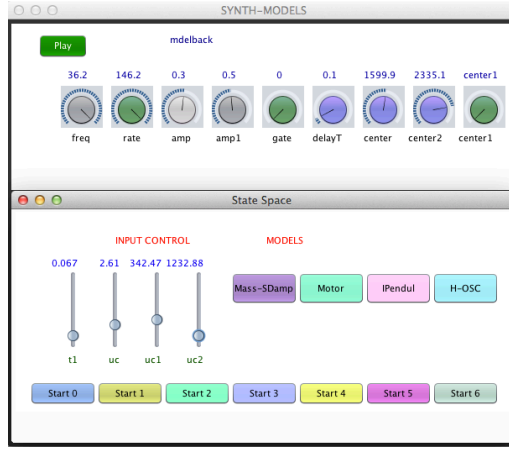 SYNTH-MODELS
Play
mdelback
36.2 146.2 0.3 0.5 0 0.1 1599.9 2335.1 center1
freq rate amp amp1 gate delayT center center2 center1
State Space
INPUT CONTROL MODELS
0.067 2.61 342.47 1232.88
Mass-SDamp Motor IPendul H-OSC
t1 uc uc1 uc2
Start 0 Start 1 Start 2 Start 3 Start 4 Start 5 Start 6